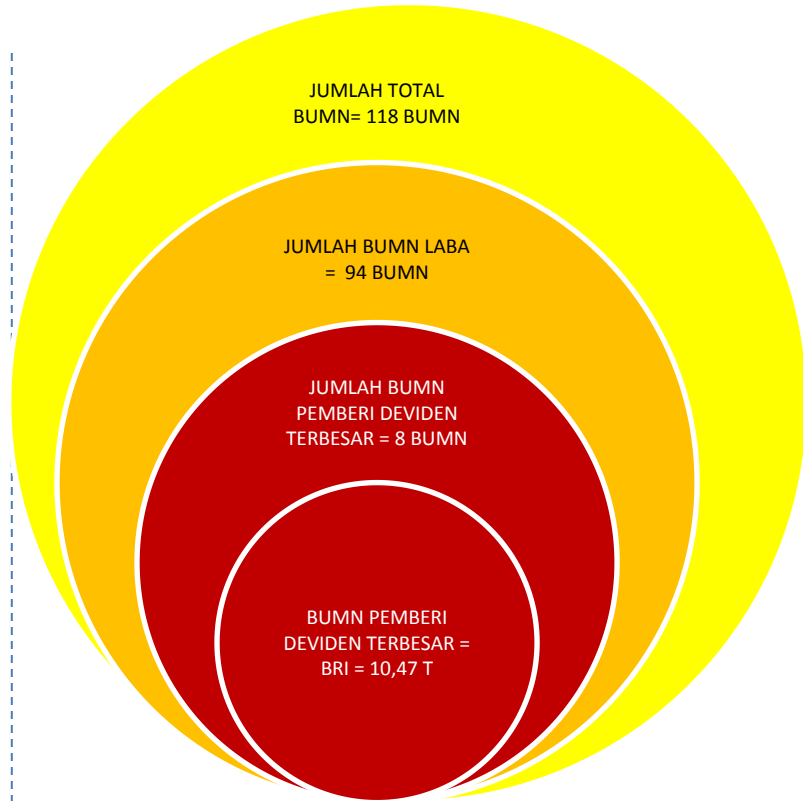 JUMLAH TOTAL
BUMN= 118 BUMN
JUMLAH BUMN LABA
= 94 BUMN
JUMLAH BUMN
PEMBERI DEVIDEN
TERBESAR = 8 BUMN
BUMN PEMBERI
DEVIDEN TERBESAR =
BRI = 10,47 T